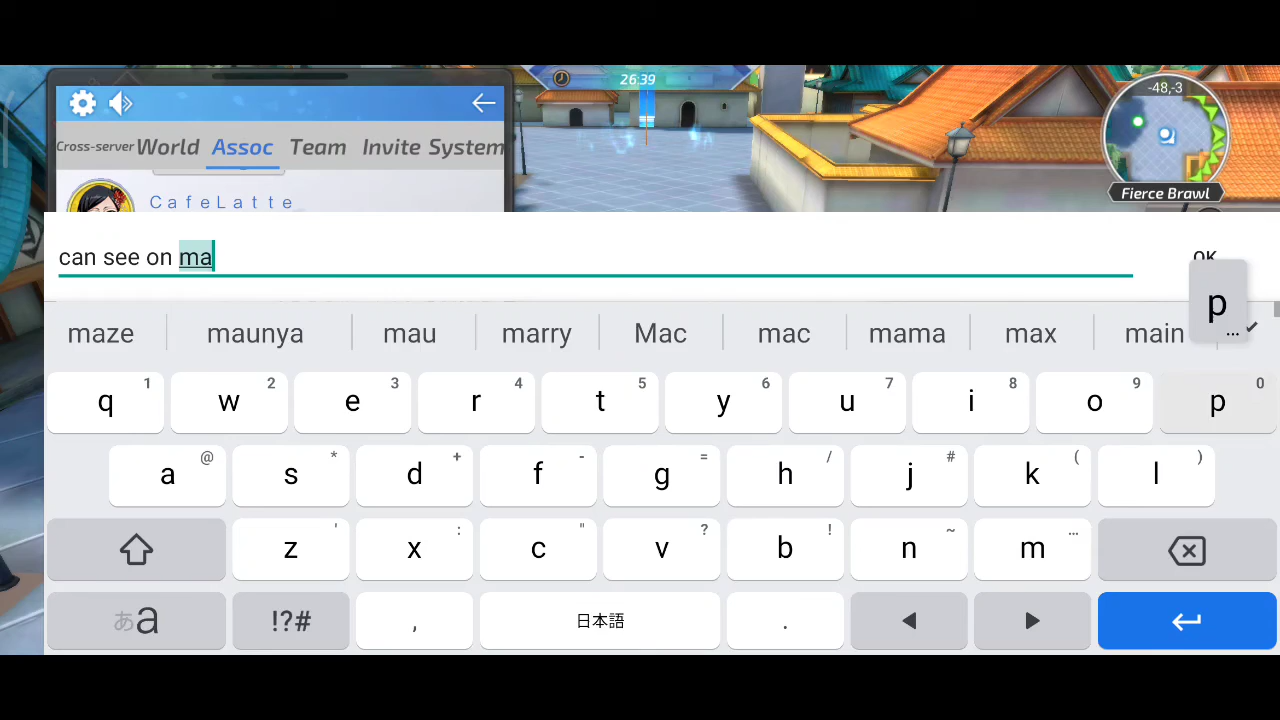 26:39
-48,-3
Cross-server World Assoc Team Invite System
Fierce Brawl
CafeLatte
can see on ma
OK
p
...
maze maunya mau marry Mac mac mama max main
q 1 w 2 e 3 r 4 t 5 y 6 u 7 i 8 o 9 p 0
a @ s * d + f - g = h / j # k ( l )
z ' x : c " v ? b ! n ~ m ...
あa !?# , 日本語 .